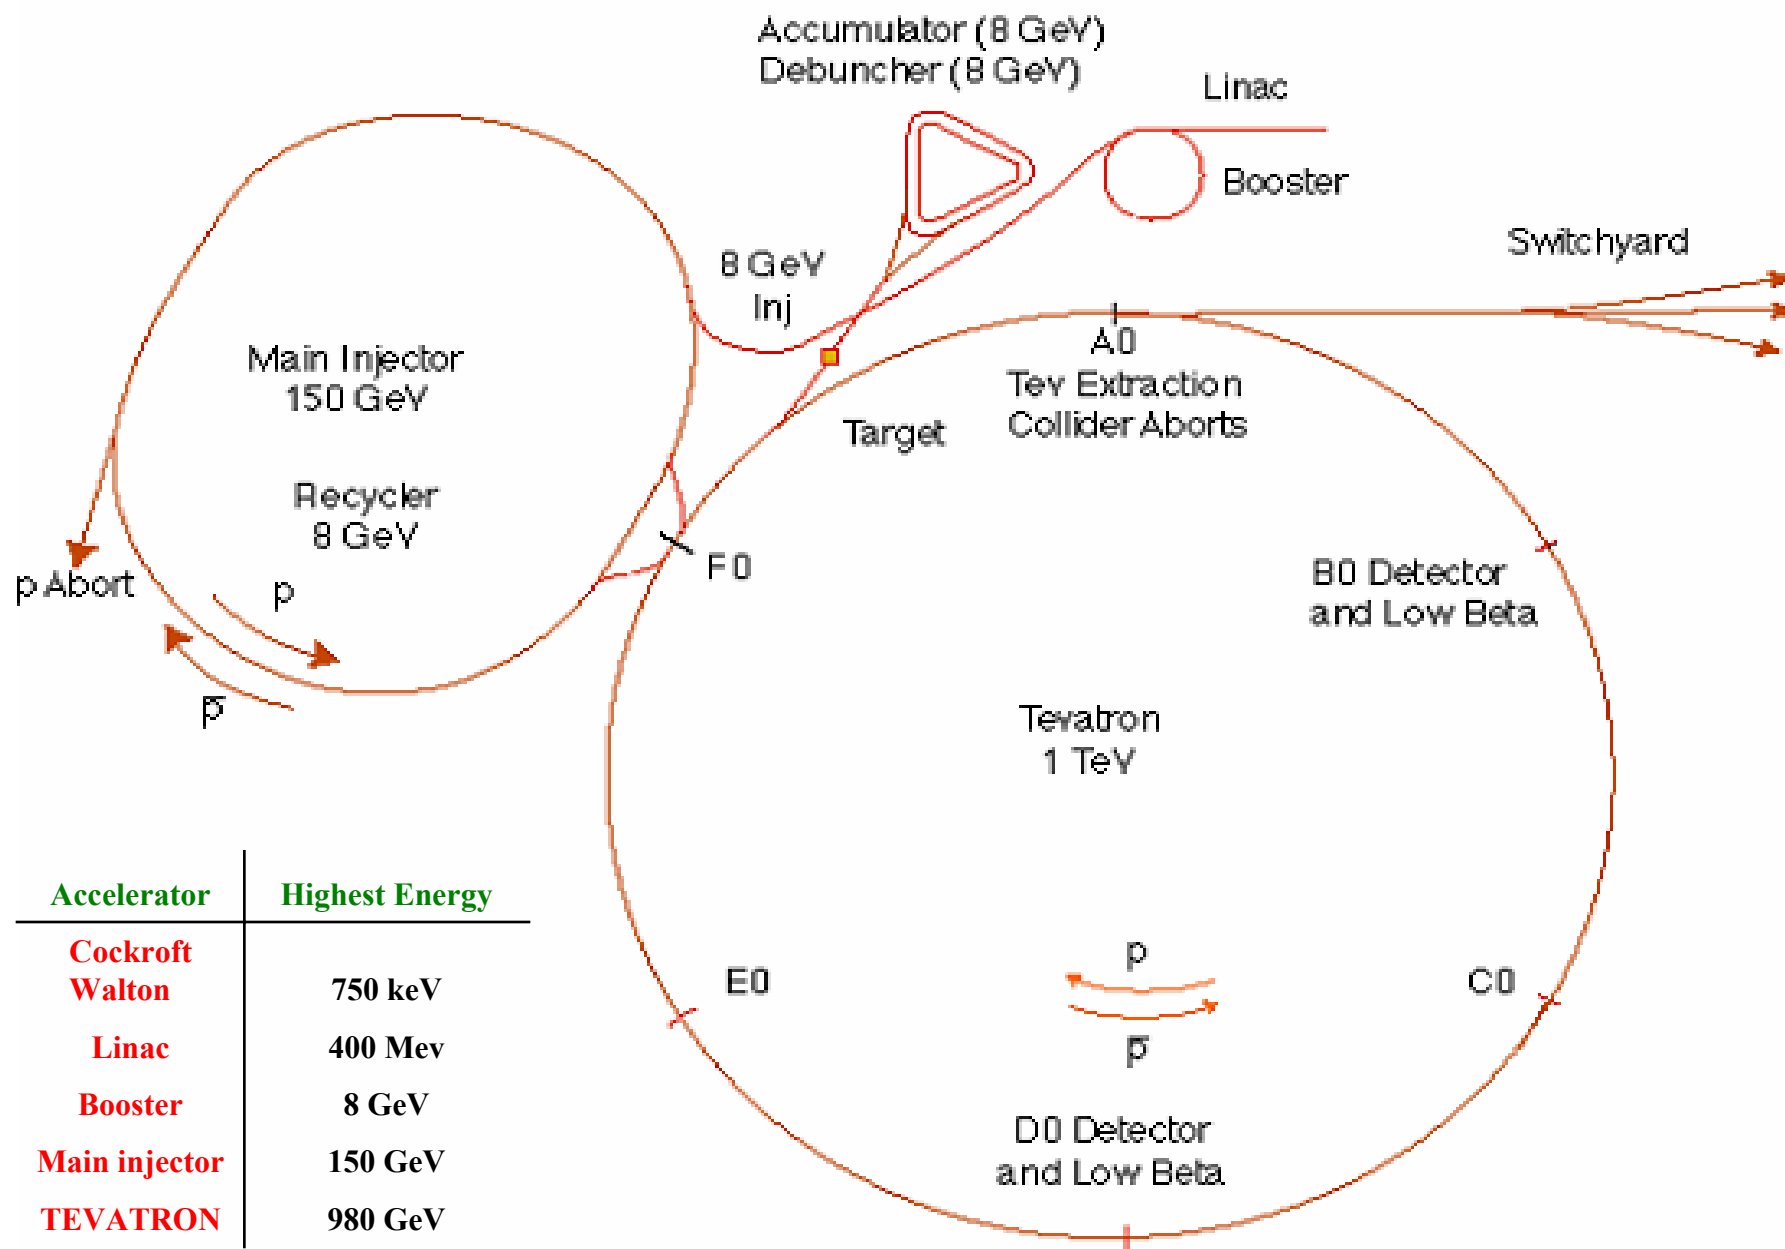 Accumulator (8 GeV)
Debuncher (8 GeV)
Linac
Booster
Switchyard
8 GeV
Inj
Main Injector
150 GeV
A0
Tev Extraction
Collider Aborts
Target
Recycler
8 GeV
F0
p Abort
p
p̅
B0 Detector
and Low Beta
Tevatron
1 TeV
p
p̅
E0
C0
D0 Detector
and Low Beta
Accelerator Highest Energy
Cockroft
Walton 750 keV
Linac 400 Mev
Booster 8 GeV
Main injector 150 GeV
TEVATRON 980 GeV